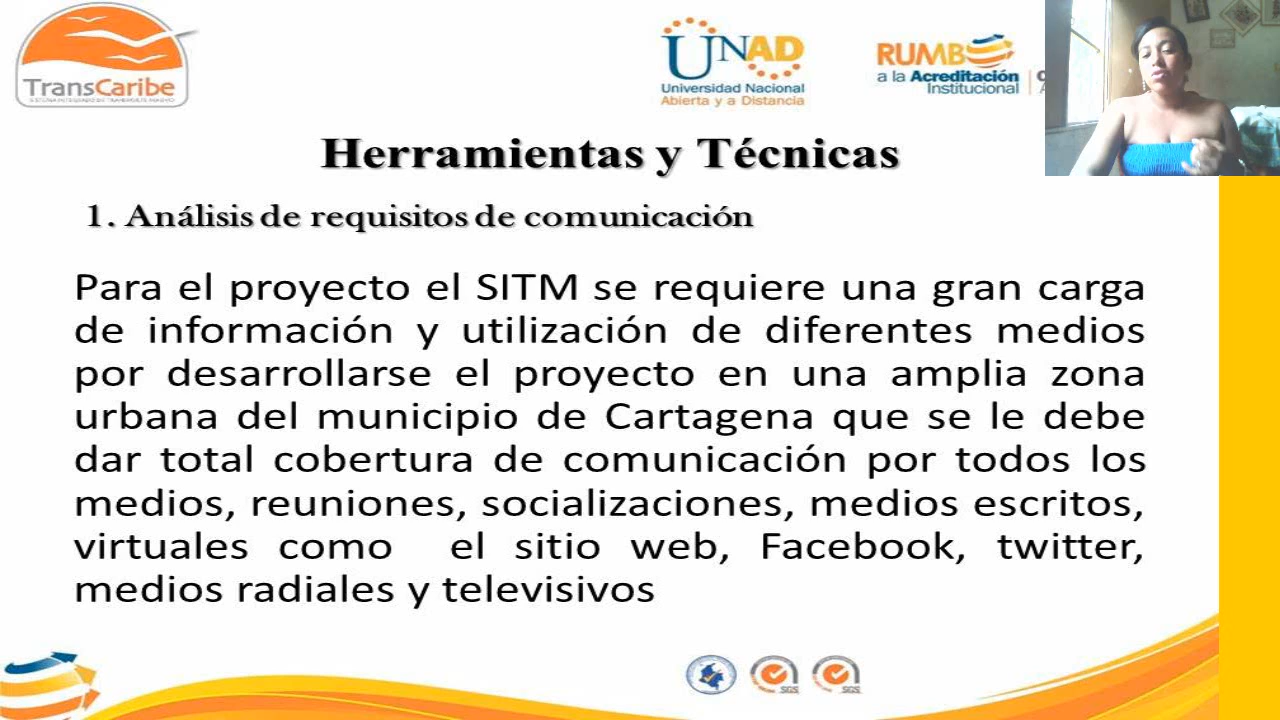 TransCaribe
UNAD
Universidad Nacional
Abierta y a Distancia
RUMBO
a la Acreditación
Institucional
Herramientas y Técnicas
1. Análisis de requisitos de comunicación
Para el proyecto el SITM se requiere una gran carga
de información y utilización de diferentes medios
por desarrollarse el proyecto en una amplia zona
urbana del municipio de Cartagena que se le debe
dar total cobertura de comunicación por todos los
medios, reuniones, socializaciones, medios escritos,
virtuales como el sitio web, Facebook, twitter,
medios radiales y televisivos
SGS
SGS